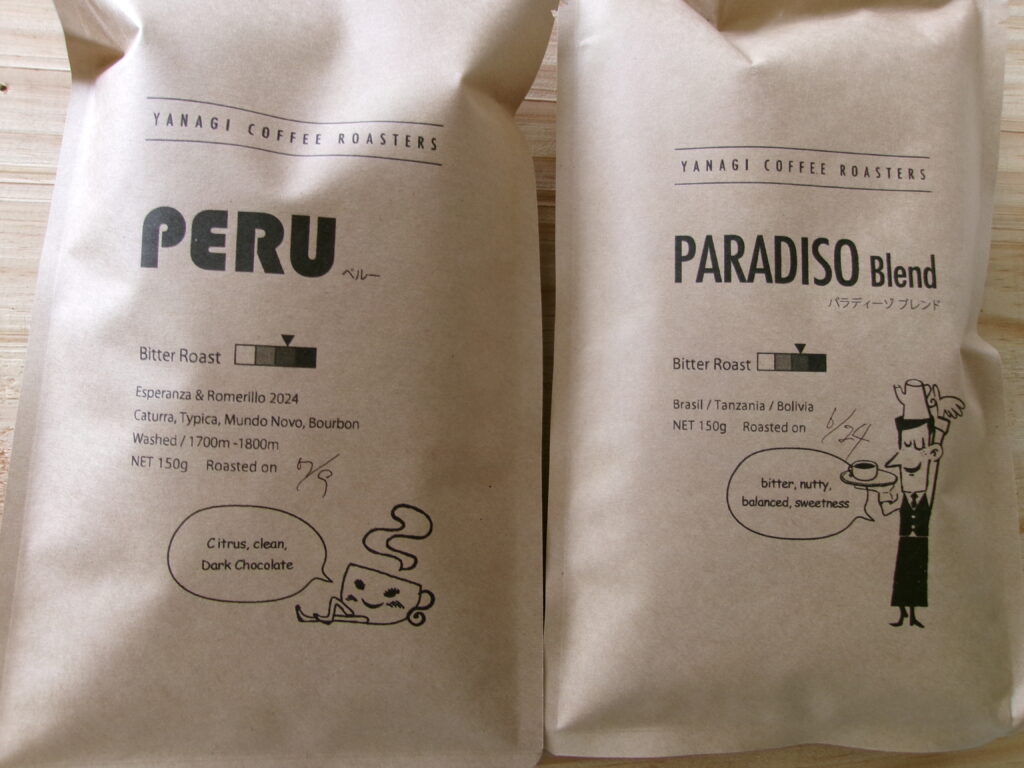 YANAGI COFFEE ROASTERS
PERU
ペルー
Bitter Roast
Esperanza & Romerillo 2024
Caturra, Typica, Mundo Novo, Bourbon
Washed / 1700m -1800m
NET 150g Roasted on 7/9
Citrus, clean,
Dark Chocolate
YANAGI COFFEE ROASTERS
PARADISO Blend
パラディーゾ ブレンド
Bitter Roast
Brasil / Tanzania / Bolivia
NET 150g Roasted on 6/24
bitter, nutty,
balanced, sweetness